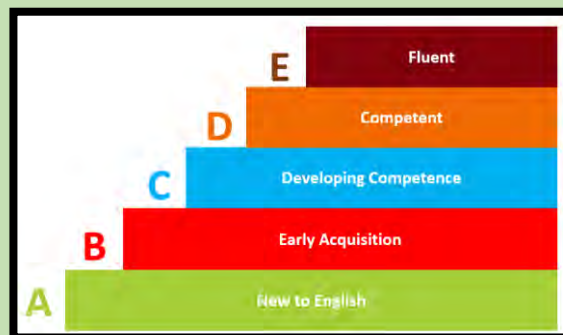 E Fluent
D Competent
C Developing Competence
B Early Acquisition
A New to English